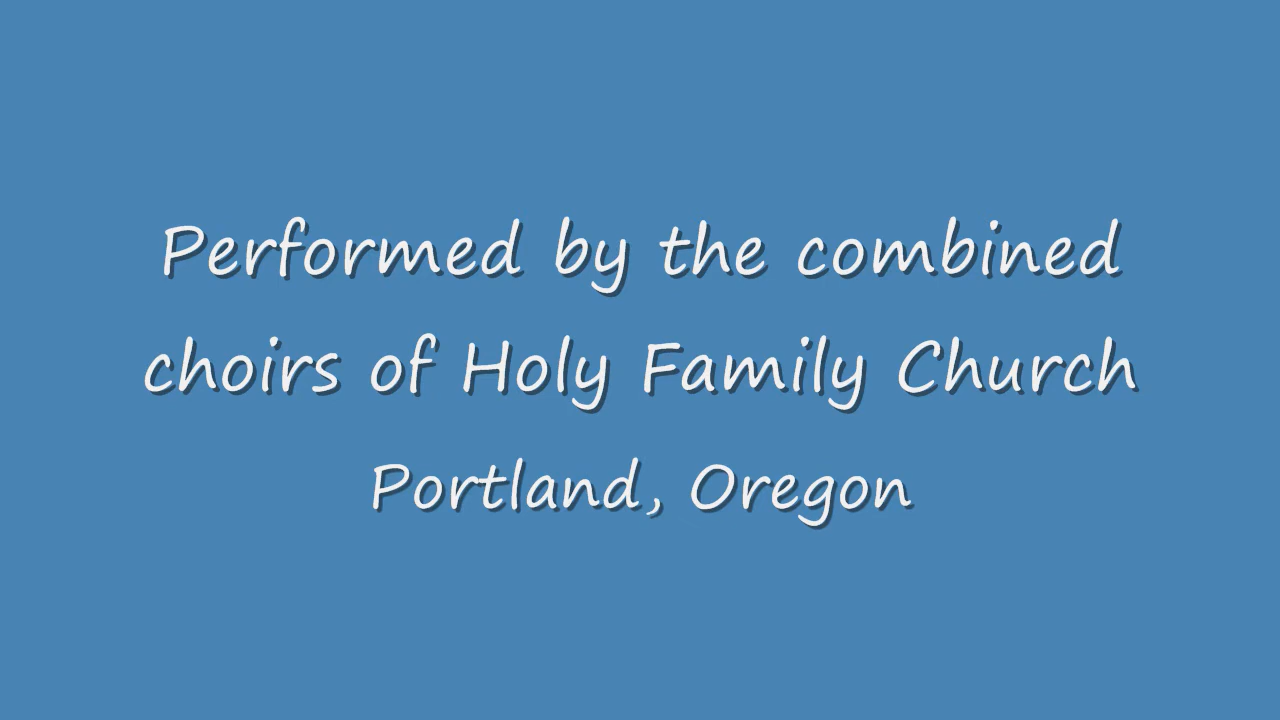 Performed by the combined
choirs of Holy Family Church
Portland, Oregon